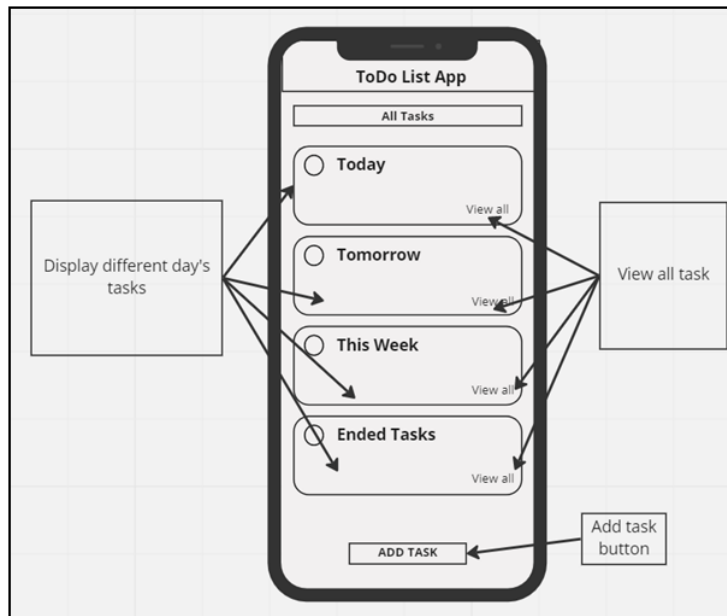 ToDo List App
All Tasks
Today
View all
Tomorrow
View all
This Week
View all
Ended Tasks
View all
ADD TASK
Display different day's
tasks
View all task
Add task
button